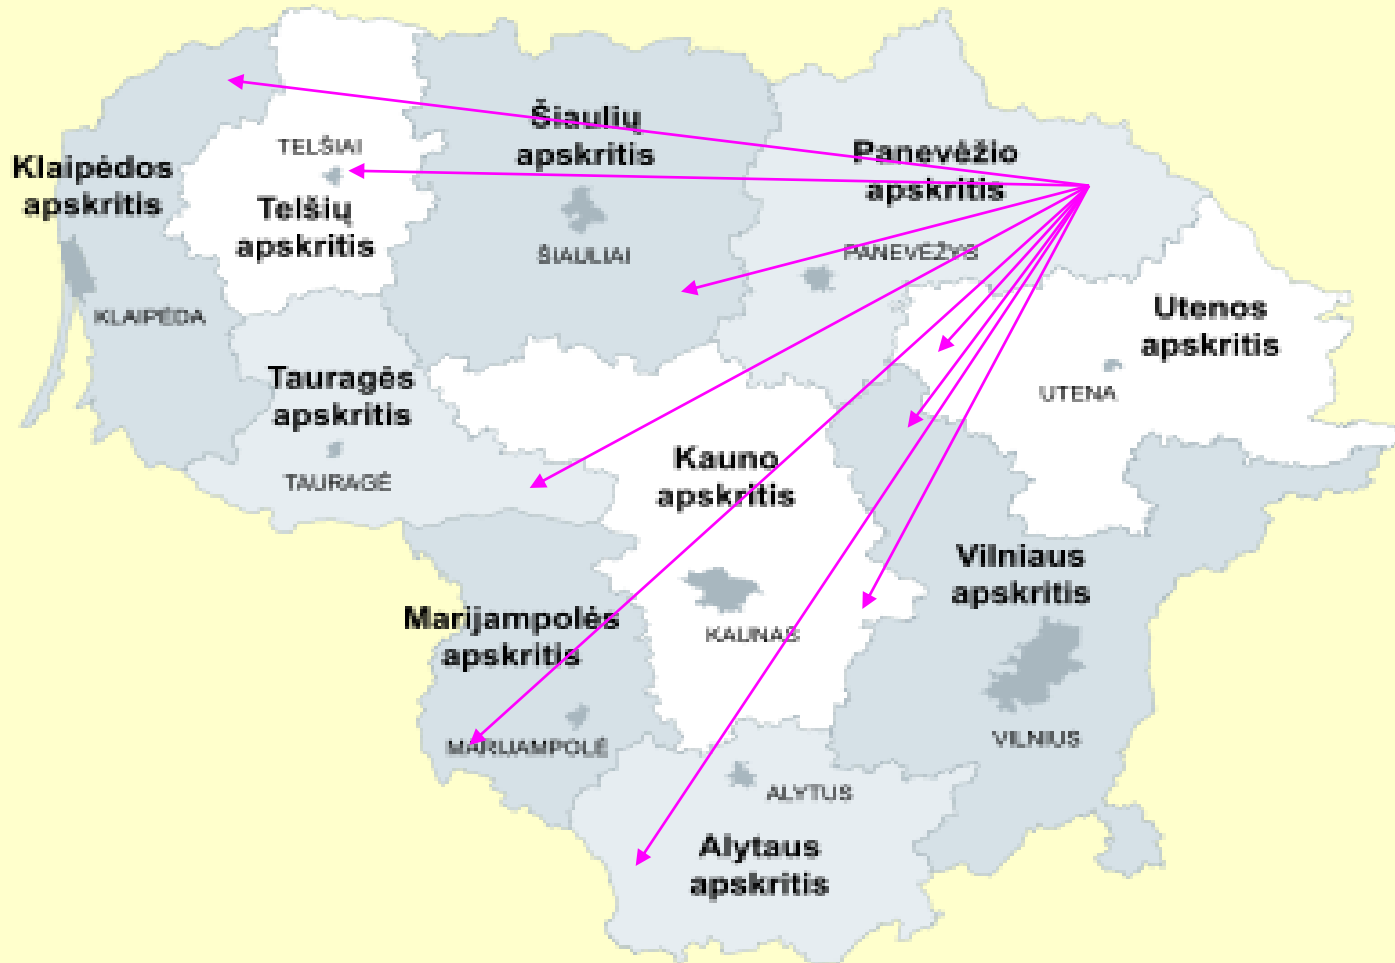 Šiaulių
apskritis
TELŠIAI
Panevėžio
apskritis
Klaipėdos
apskritis
Telšių
apskritis
ŠIAULIAI
PANEVĖŽYS
KLAIPĖDA
Utenos
apskritis
Tauragės
apskritis
UTENA
TAURAGĖ
Kauno
apskritis
Vilniaus
apskritis
Marijampolės
apskritis
KAUNAS
MARIJAMPOLĖ
VILNIUS
ALYTUS
Alytaus
apskritis